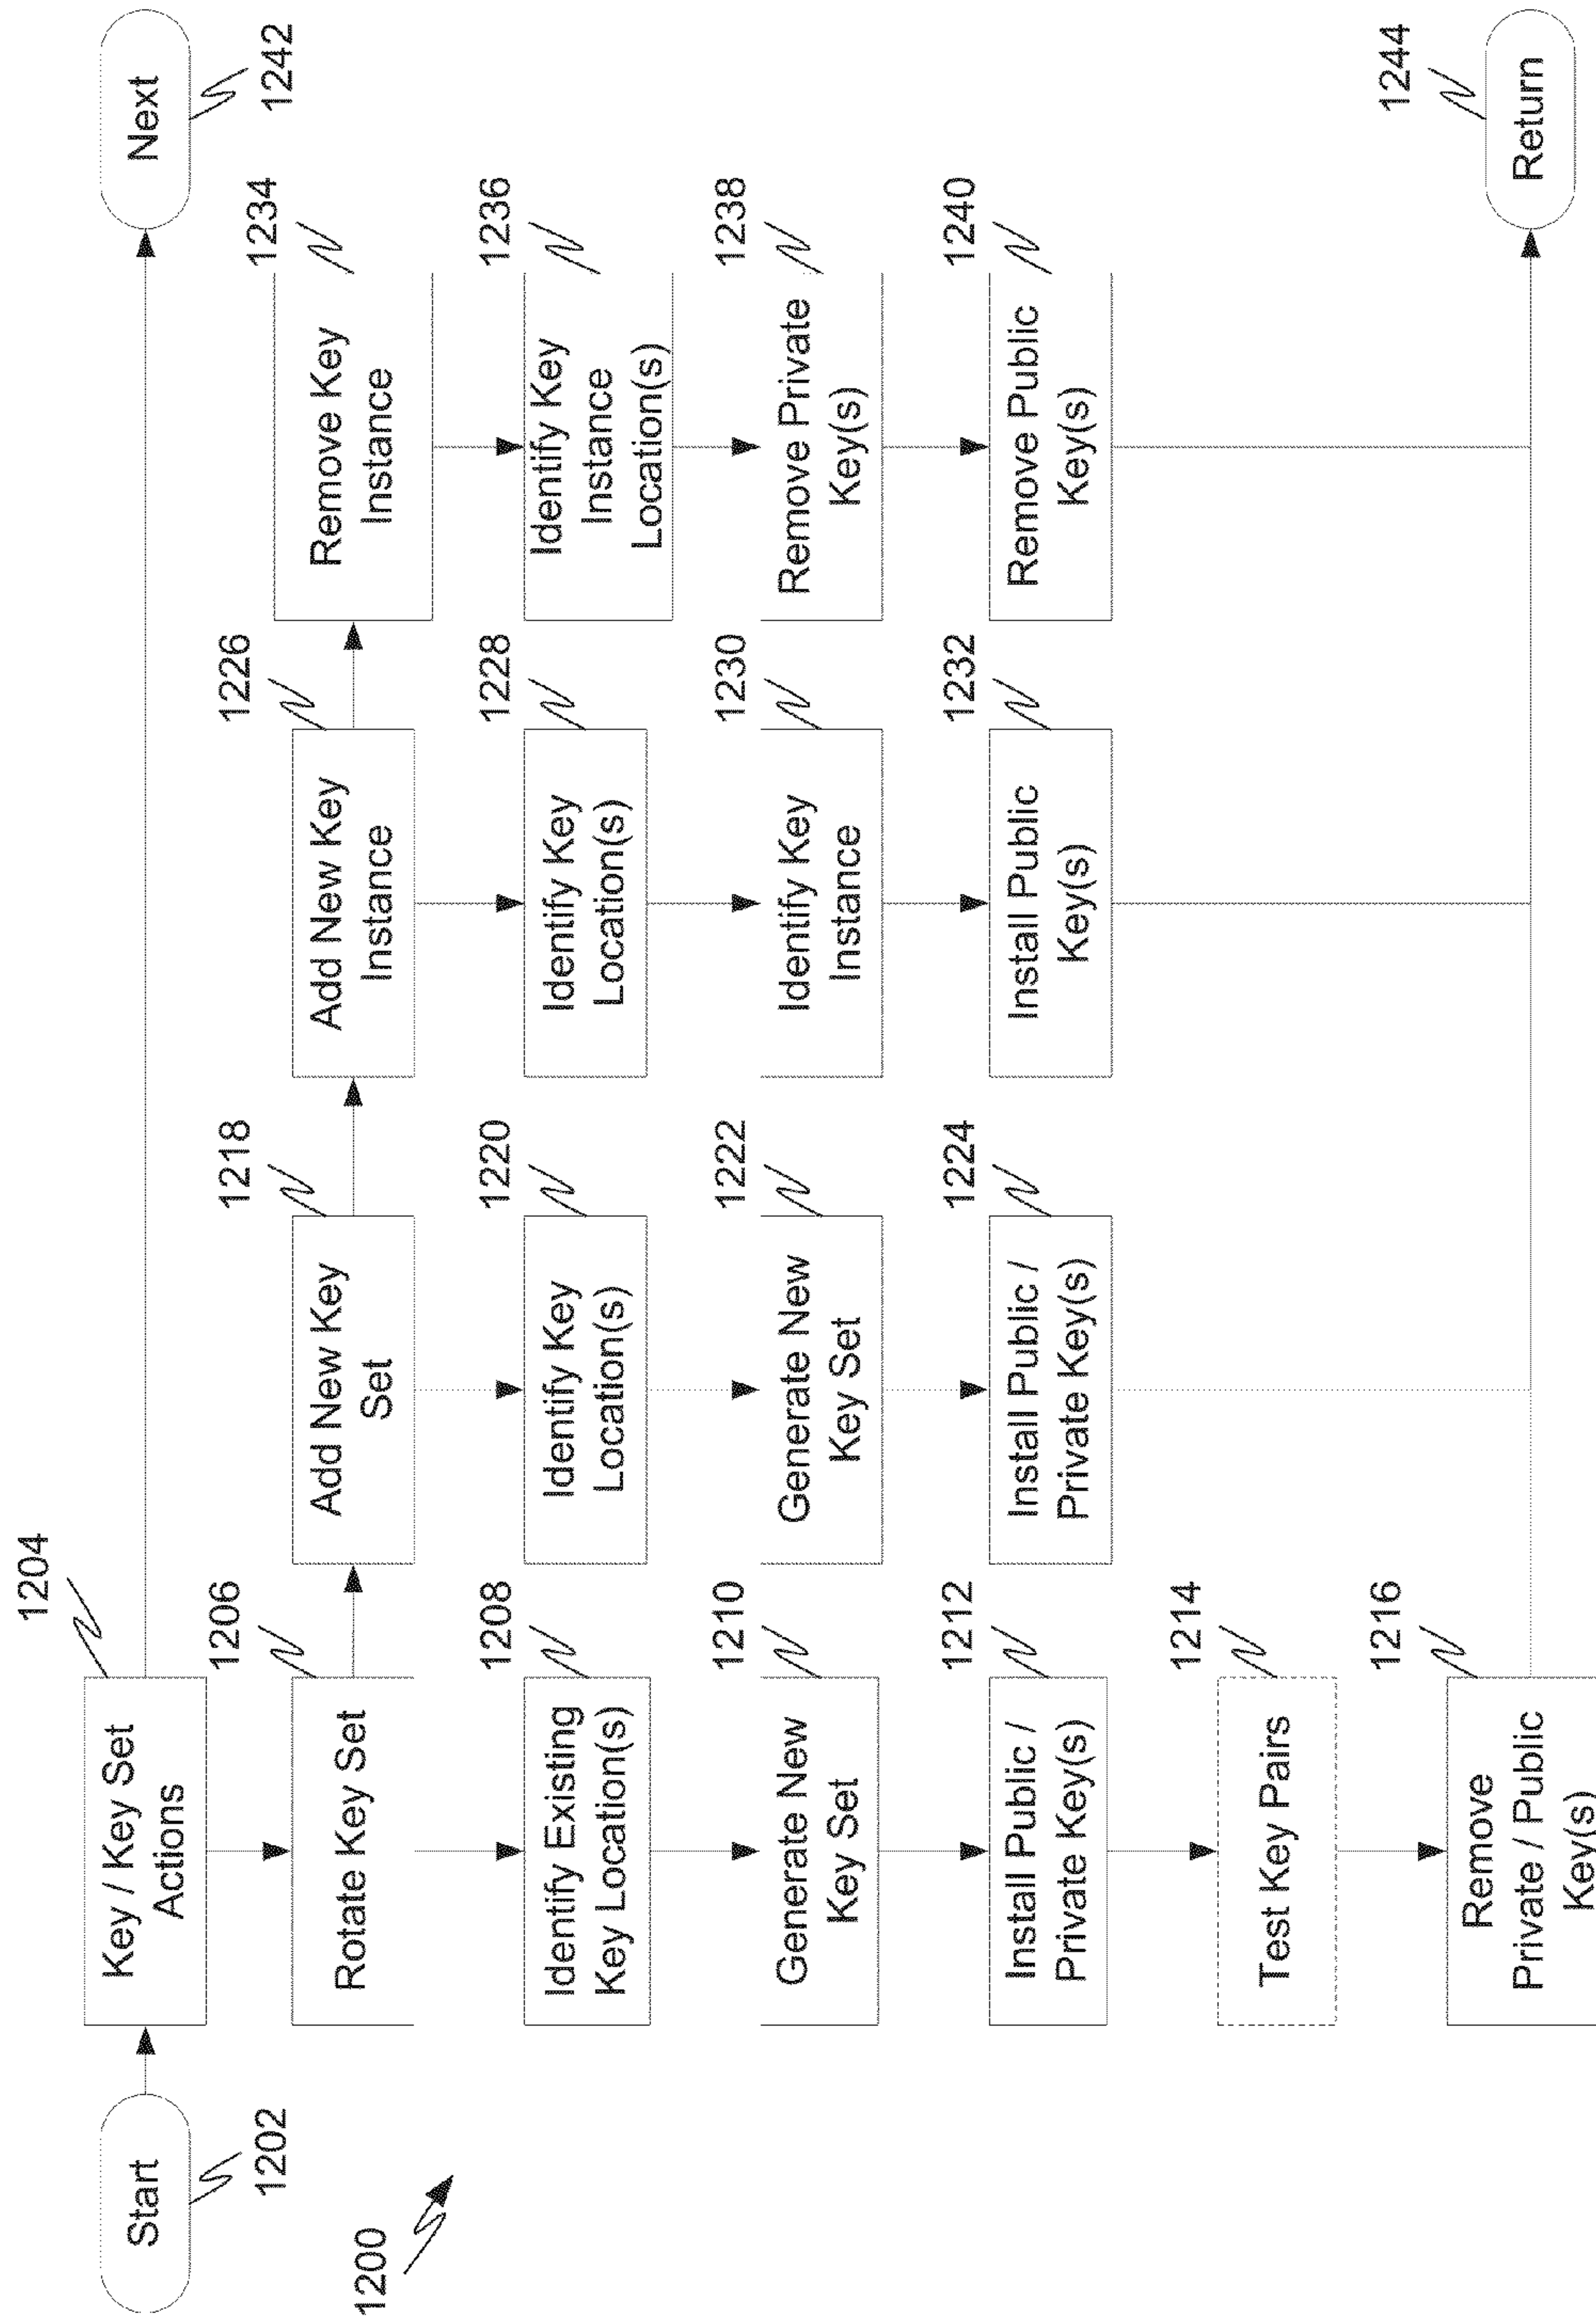 Start
1202
1200
1204
Key / Key Set
Actions
Next
1242
1206
Rotate Key Set
1208
Identify Existing
Key Location(s)
1210
Generate New
Key Set
1212
Install Public /
Private Key(s)
1214
Test Key Pairs
1216
Remove
Private / Public
Key(s)
1218
Add New Key
Set
1220
Identify Key
Location(s)
1222
Generate New
Key Set
1224
Install Public /
Private Key(s)
1226
Add New Key
Instance
1228
Identify Key
Location(s)
1230
Identify Key
Instance
1232
Install Public
Key(s)
1234
Remove Key
Instance
1236
Identify Key
Instance
Location(s)
1238
Remove Private
Key(s)
1240
Remove Public
Key(s)
1244
Return